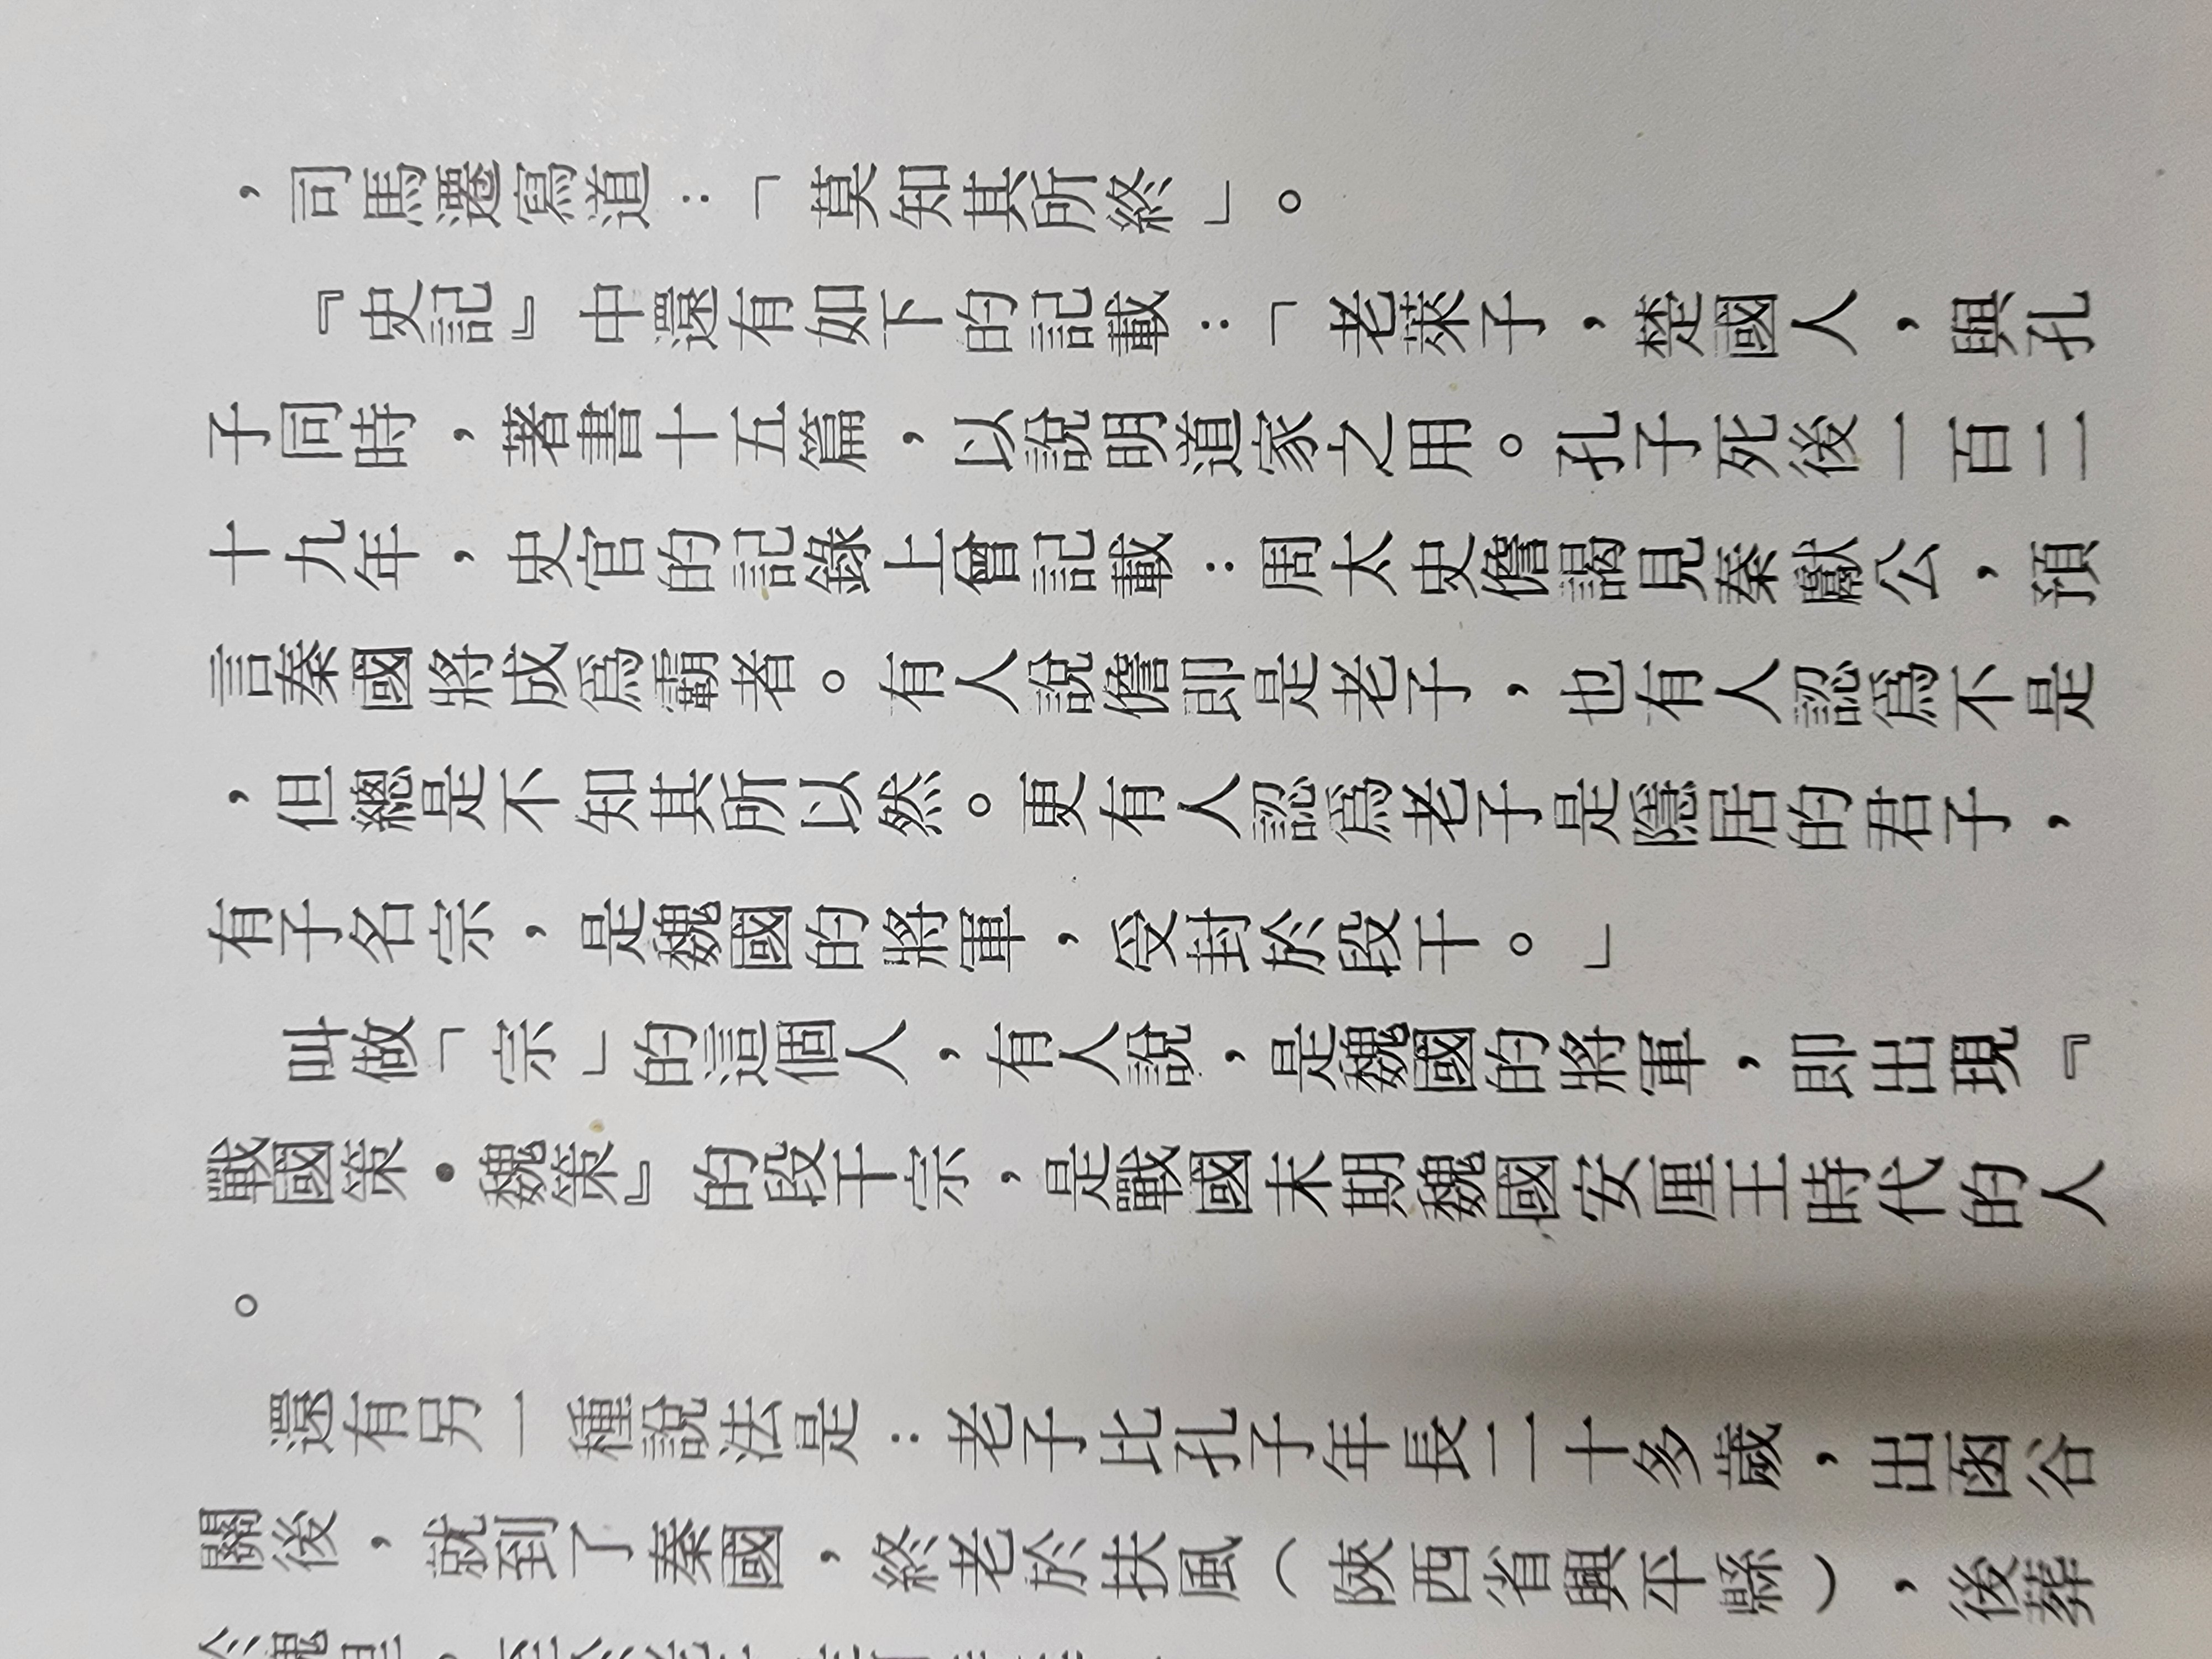 ，司馬遷寫道：「莫知其所終」。
『史記』中還有如下的記載：「老萊子，楚國人，與孔
子同時，著書十五篇，以說明道家之用。孔子死後一百二
十九年，史官的記錄上曾記載：周太史儋謁見秦獻公，預
言秦國將成爲霸者。有人說儋即是老子，也有人認爲不是
，但總是不知其所以然。更有人認爲老子是隱居的君子，
有子名宗，是魏國的將軍，受封於段干。」
叫做「宗」的這個人，有人說，是魏國的將軍，即出現『
戰國策•魏策』的段干宗，是戰國末期魏國安厘王時代的人
。
還有另一種說法是：老子比孔子年長二十多歲，出函谷
關後，就到了秦國，終老於扶風（陝西省興平縣），後葬